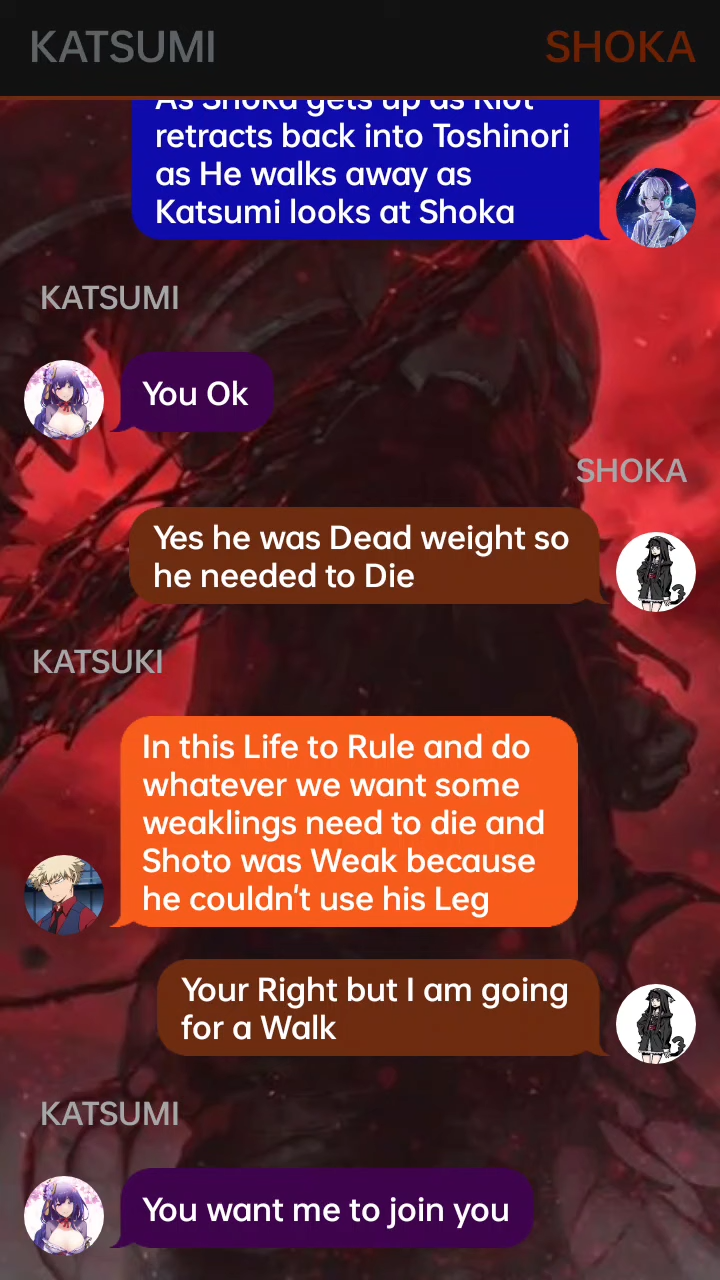 KATSUMI
SHOKA
As Shoka gets up as Riot
retracts back into Toshinori
as He walks away as
Katsumi looks at Shoka
KATSUMI
You Ok
SHOKA
Yes he was Dead weight so
he needed to Die
KATSUKI
In this Life to Rule and do
whatever we want some
weaklings need to die and
Shoto was Weak because
he couldn't use his Leg
Your Right but I am going
for a Walk
KATSUMI
You want me to join you